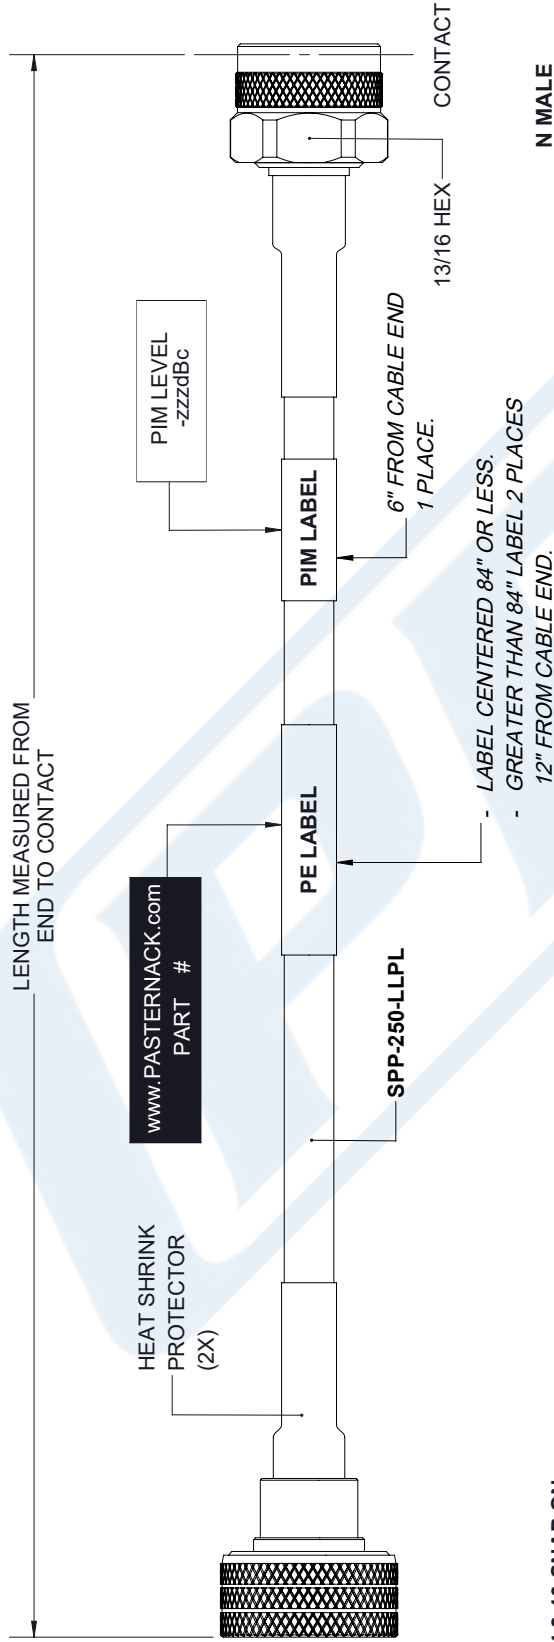 LENGTH MEASURED FROM
END TO CONTACT
www.PASTERNACK.com
PART #
PIM LEVEL
-zzzdBc
HEAT SHRINK
PROTECTOR
(2X)
PE LABEL
PIM LABEL
SPP-250-LLPL
6" FROM CABLE END
1 PLACE.
13/16 HEX
CONTACT
- LABEL CENTERED 84" OR LESS.
- GREATER THAN 84" LABEL 2 PLACES
12" FROM CABLE END.
N MALE